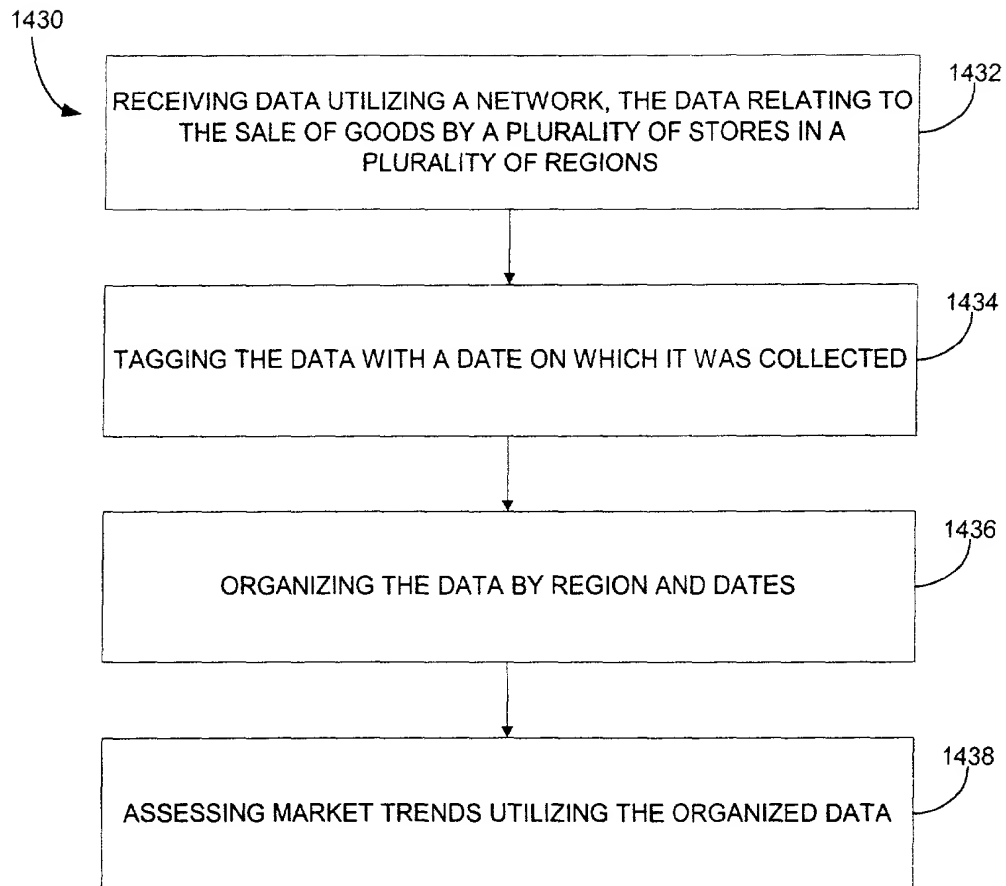 1430
1432
RECEIVING DATA UTILIZING A NETWORK, THE DATA RELATING TO
THE SALE OF GOODS BY A PLURALITY OF STORES IN A
PLURALITY OF REGIONS
1434
TAGGING THE DATA WITH A DATE ON WHICH IT WAS COLLECTED
1436
ORGANIZING THE DATA BY REGION AND DATES
1438
ASSESSING MARKET TRENDS UTILIZING THE ORGANIZED DATA